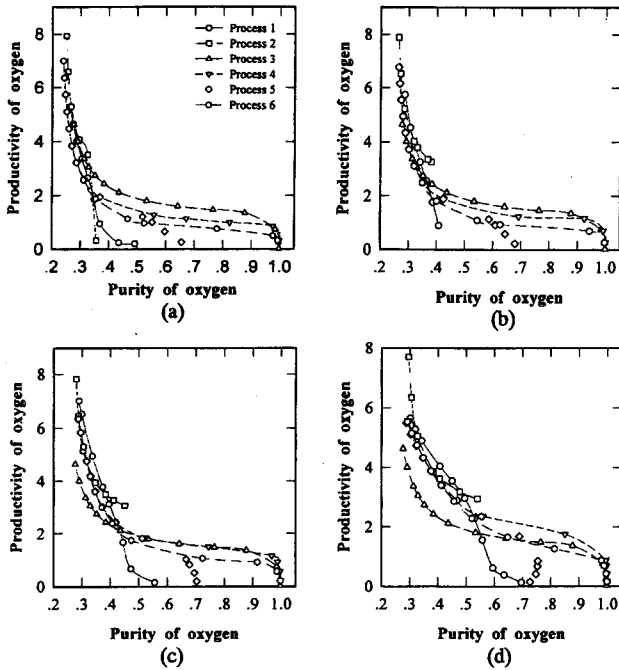 8
6
4
2
0
Productivity of oxygen
Process 1
Process 2
Process 3
Process 4
Process 5
Process 6
.2 .3 .4 .5 .6 .7 .8 .9 1.0
Purity of oxygen
(a)
8
6
4
2
0
Productivity of oxygen
.2 .3 .4 .5 .6 .7 .8 .9 1.0
Purity of oxygen
(b)
8
6
4
2
0
Productivity of oxygen
.2 .3 .4 .5 .6 .7 .8 .9 1.0
Purity of oxygen
(c)
8
6
4
2
0
Productivity of oxygen
.2 .3 .4 .5 .6 .7 .8 .9 1.0
Purity of oxygen
(d)